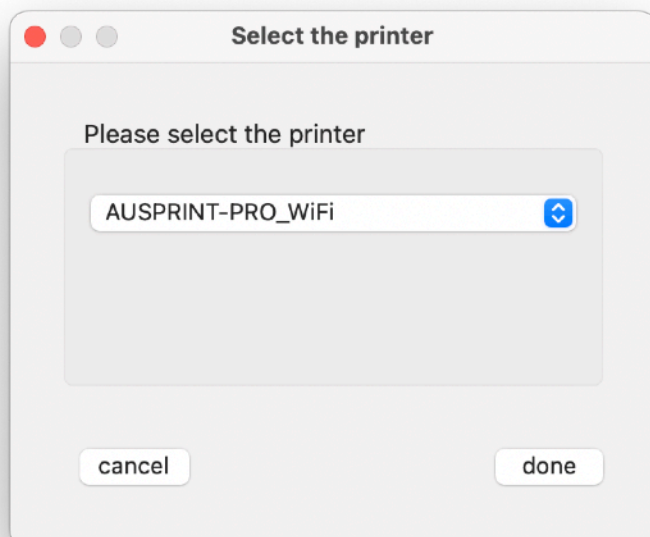 Select the printer
Please select the printer
AUSPRINT-PRO_WiFi
cancel
done